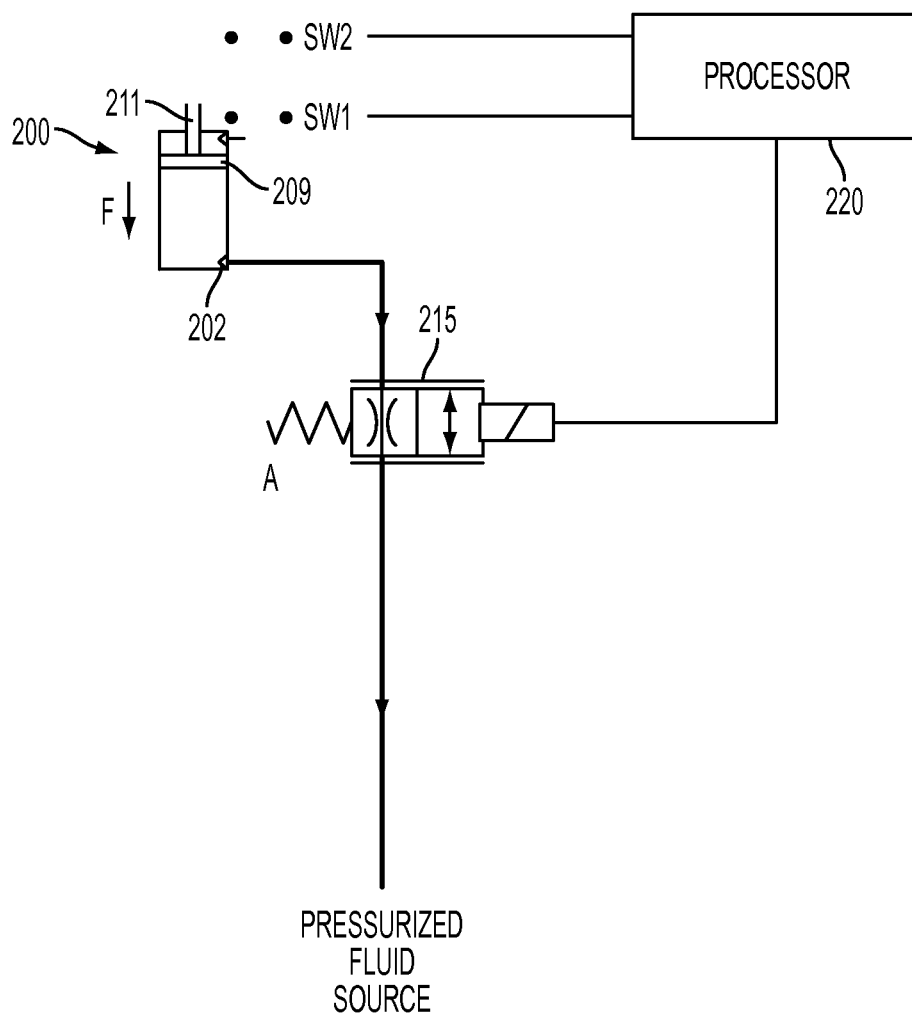 SW2
PROCESSOR
211
SW1
200
209
220
F
202
215
A
PRESSURIZED
FLUID
SOURCE